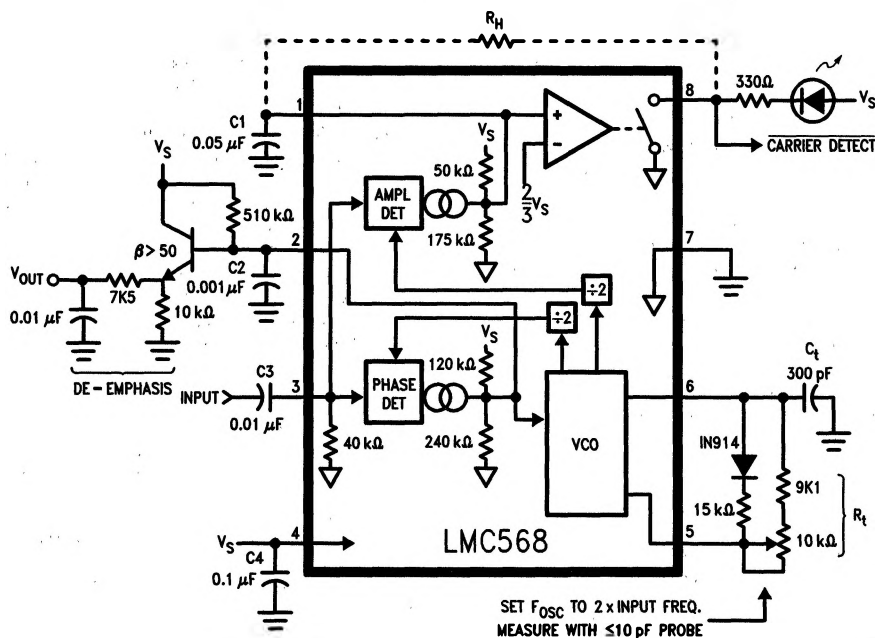 R_H
1
8
330Ω
V_S
C1
0.05 µF
V_S
+
−
CARRIER DETECT
V_S
50 kΩ
AMPL
DET
2/3 V_S
510 kΩ
175 kΩ
β > 50
2
7
V_OUT
7K5
C2
0.001µF
÷2
10 kΩ
÷2
0.01 µF
V_S
C_t
300 pF
DE-EMPHASIS
120 kΩ
6
INPUT
C3
3
PHASE
DET
0.01 µF
VCO
IN914
40 kΩ
240 kΩ
9K1
15 kΩ
R_t
V_S
4
LMC568
5
10 kΩ
C4
0.1 µF
SET F_OSC TO 2 x INPUT FREQ.
MEASURE WITH ≤10 pF PROBE